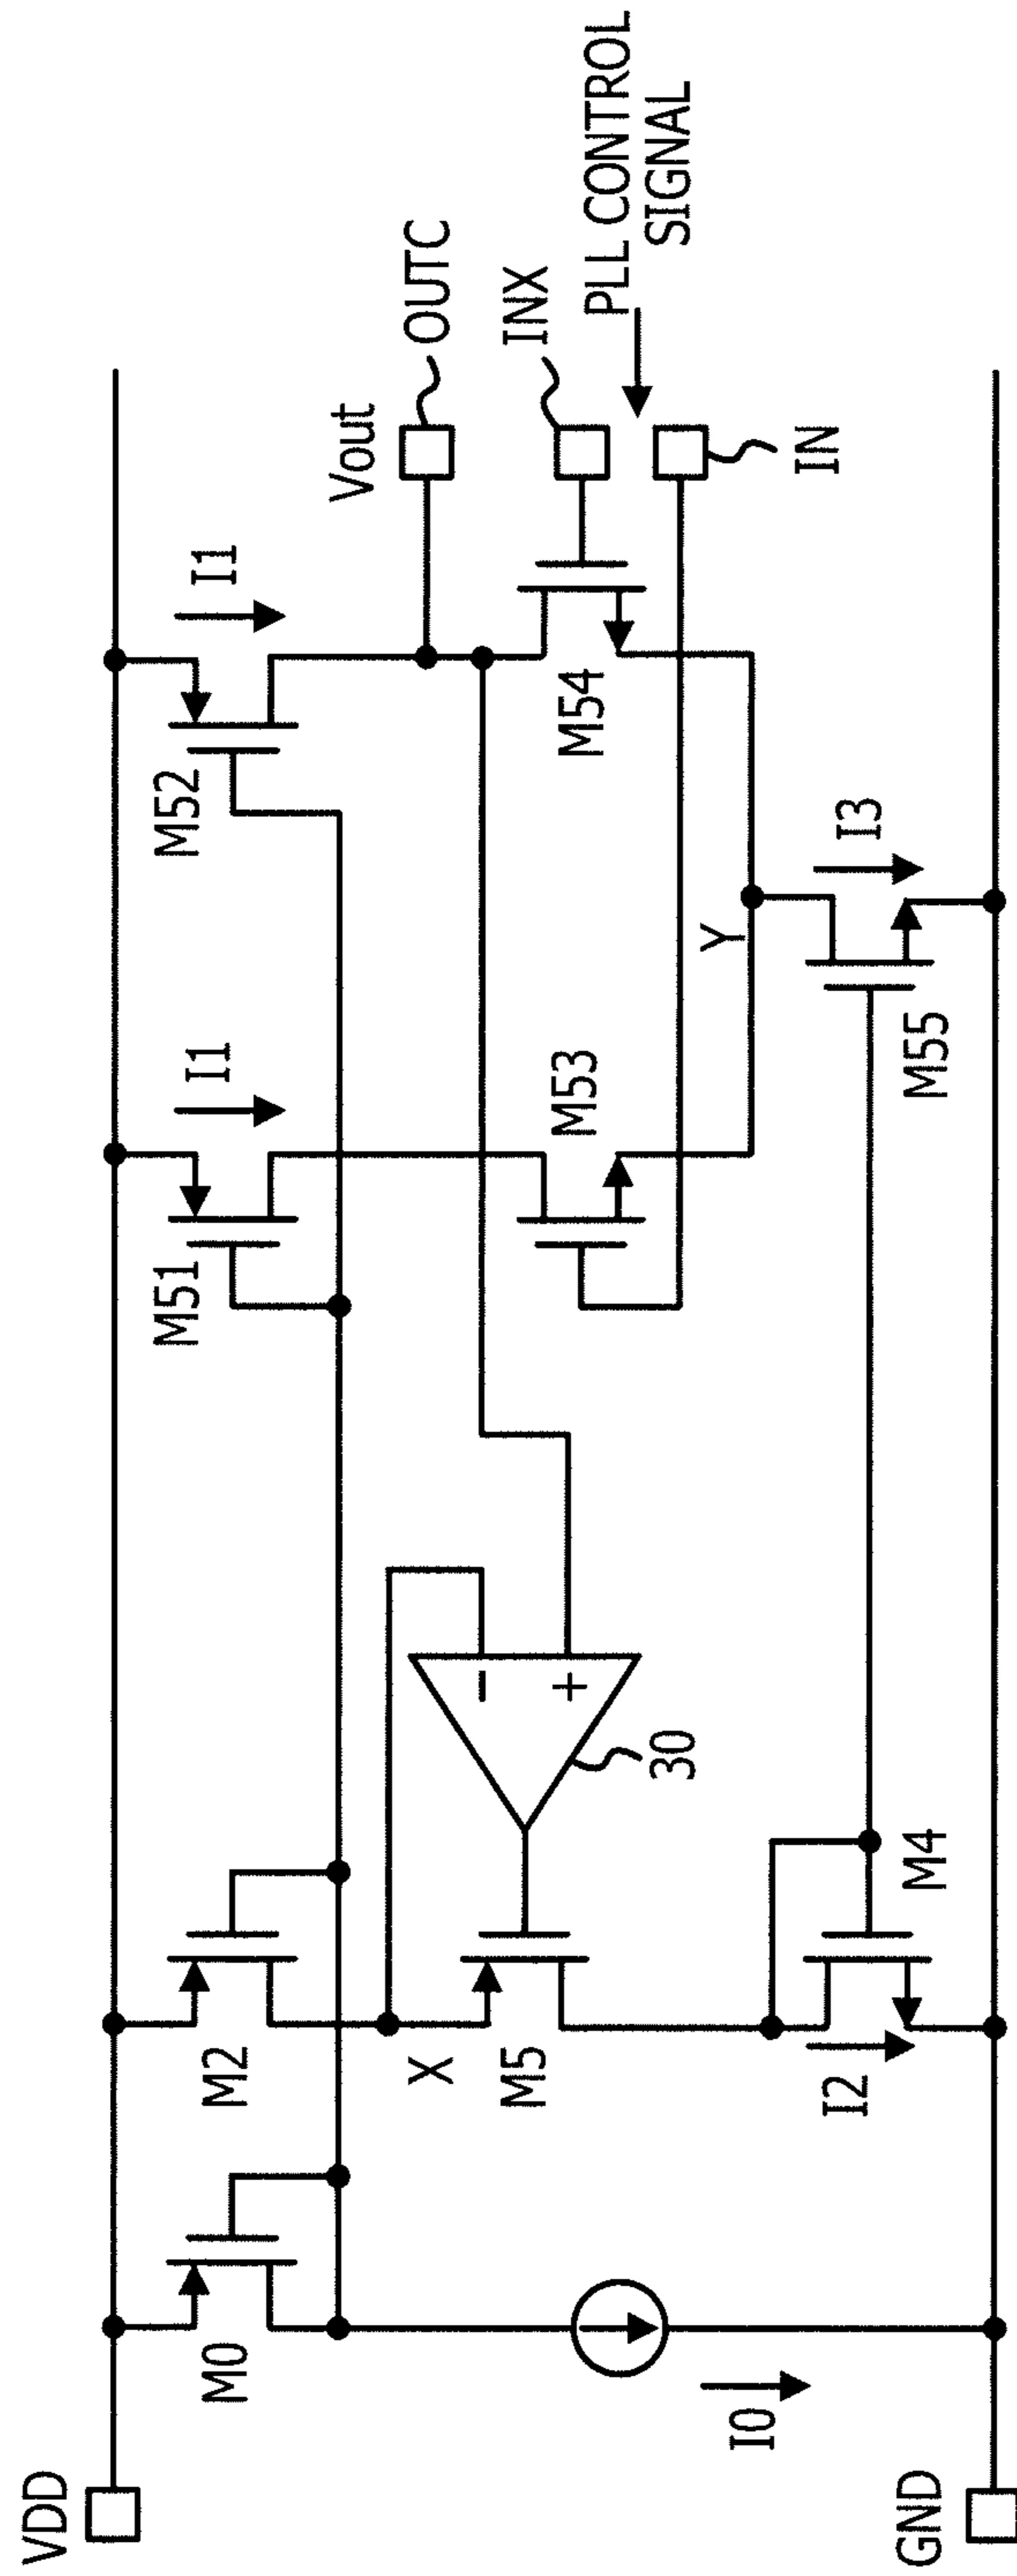 VDD
M0
M2
M51
I1
M52
I1
Vout
OUTC
X
M5
-
+
30
M53
M54
INX
PLL CONTROL
SIGNAL
IN
Y
I0
I2
M4
M55
I3
GND